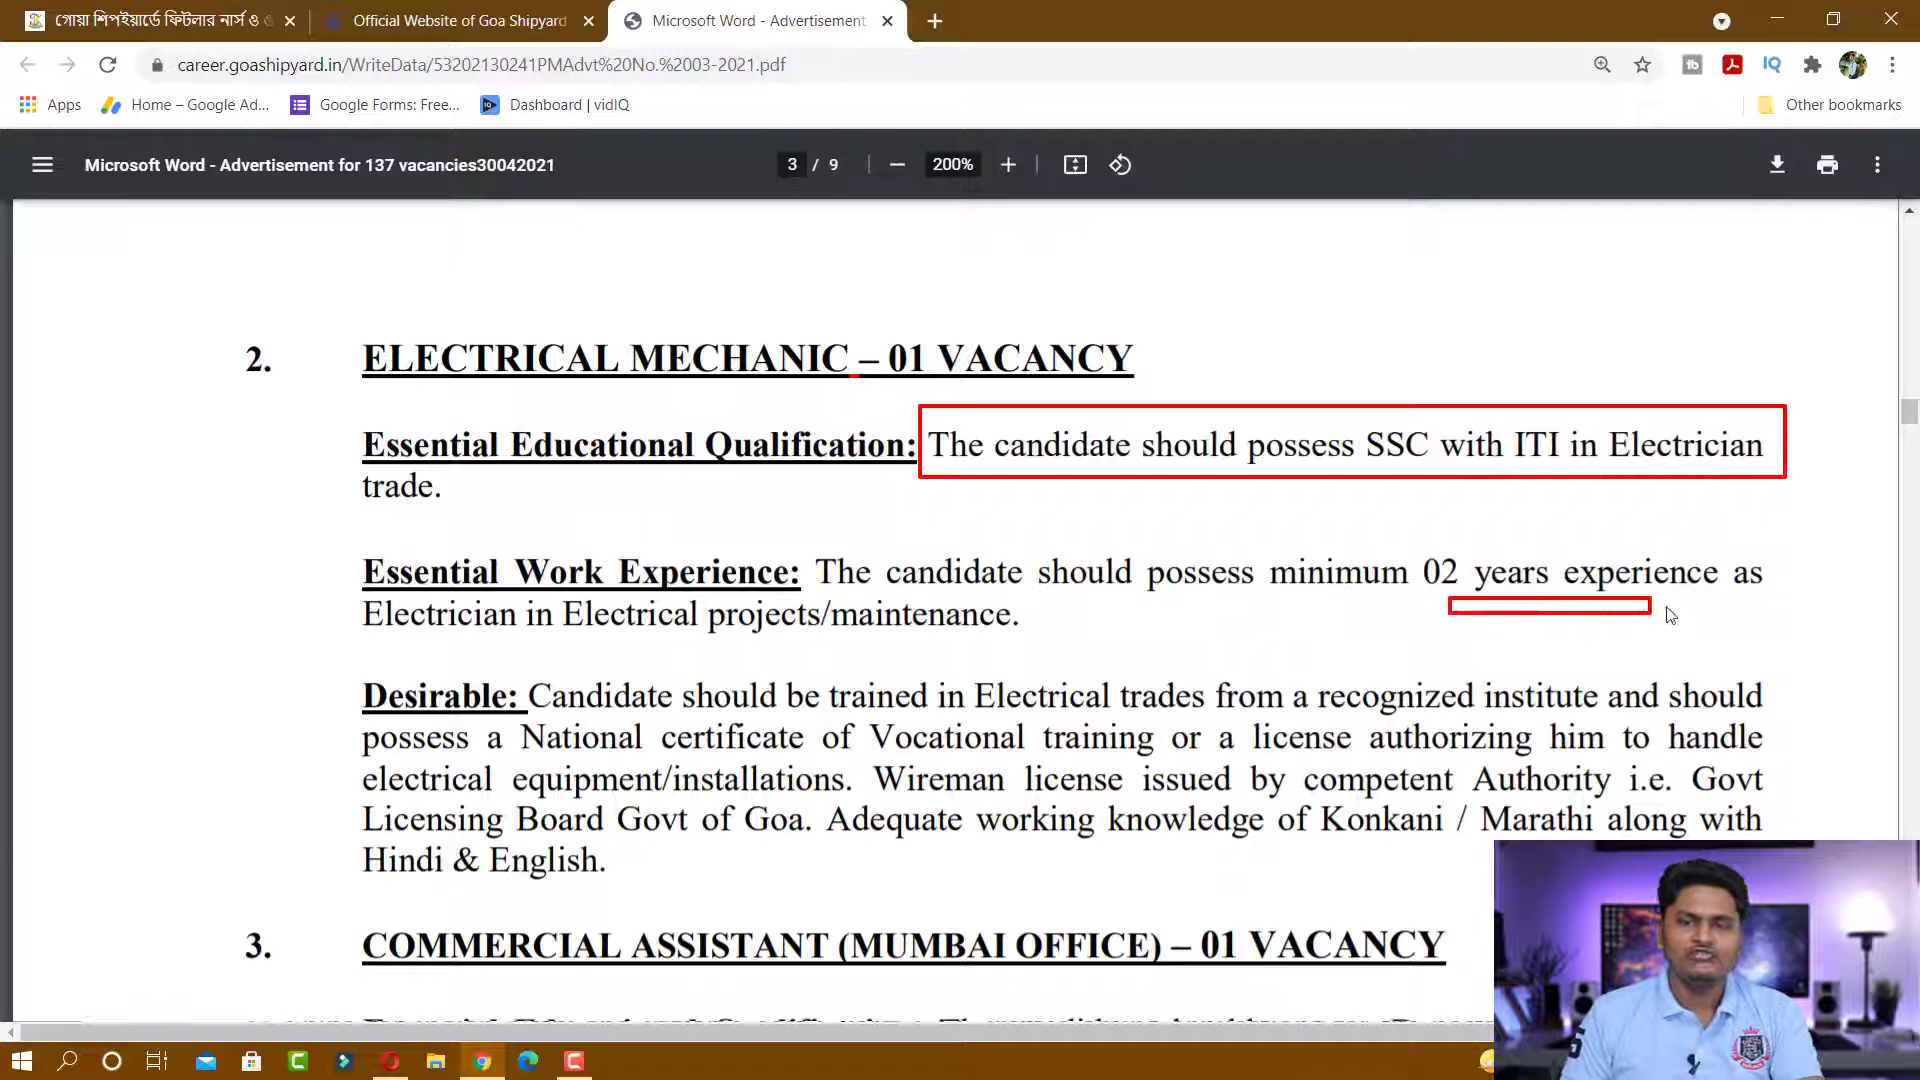 গোয়া শিপইয়ার্ডে ফিটলার নার্স ও
Official Website of Goa Shipyard
Microsoft Word - Advertisement
career.goashipyard.in/WriteData/53202130241PMAdvt%20No.%2003-2021.pdf
Apps
Home – Google Ad...
Google Forms: Free...
Dashboard | vidIQ
Other bookmarks
Microsoft Word - Advertisement for 137 vacancies30042021
3 / 9
200%
2. ELECTRICAL MECHANIC – 01 VACANCY
Essential Educational Qualification: The candidate should possess SSC with ITI in Electrician
trade.
Essential Work Experience: The candidate should possess minimum 02 years experience as
Electrician in Electrical projects/maintenance.
Desirable: Candidate should be trained in Electrical trades from a recognized institute and should
possess a National certificate of Vocational training or a license authorizing him to handle
electrical equipment/installations. Wireman license issued by competent Authority i.e. Govt
Licensing Board Govt of Goa. Adequate working knowledge of Konkani / Marathi along with
Hindi & English.
3. COMMERCIAL ASSISTANT (MUMBAI OFFICE) – 01 VACANCY